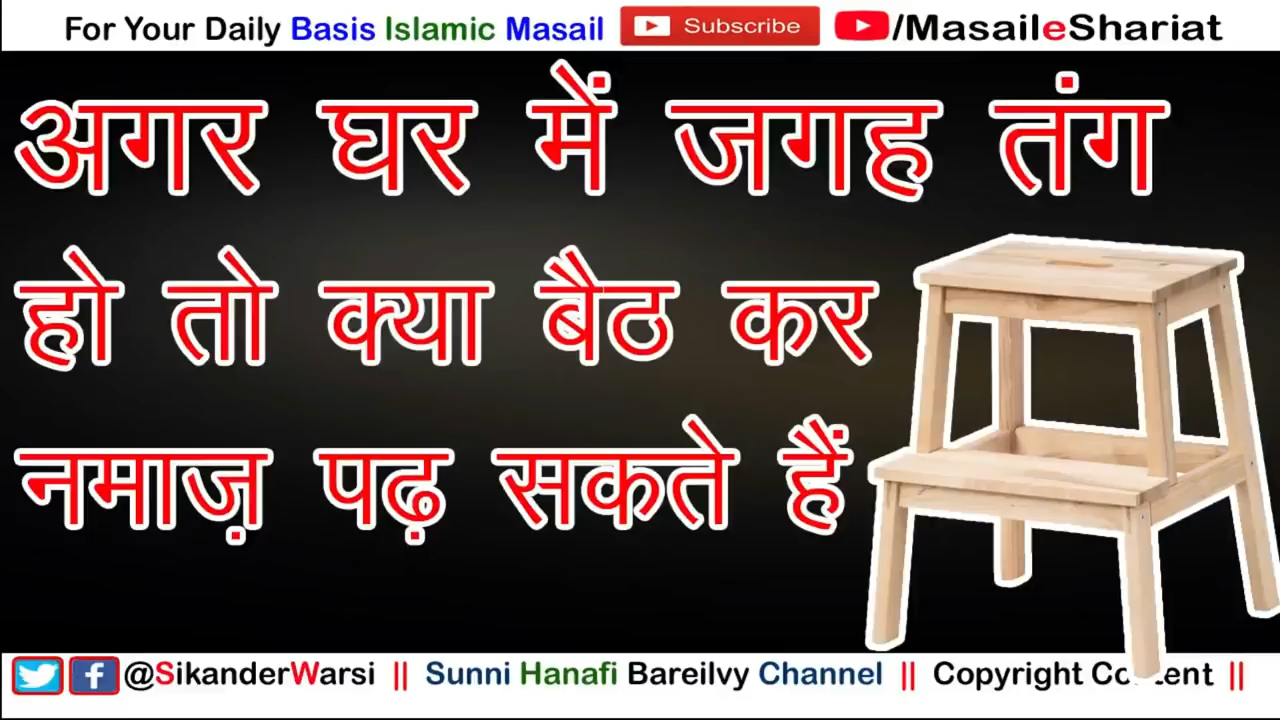 For Your Daily Basis Islamic Masail Subscribe /MasaileShariat
अगर घर में जगह तंग
हो तो क्या बैठ कर
नमाज़ पढ़ सकते हैं
@SikanderWarsi || Sunni Hanafi Bareilvy Channel || Copyright ||